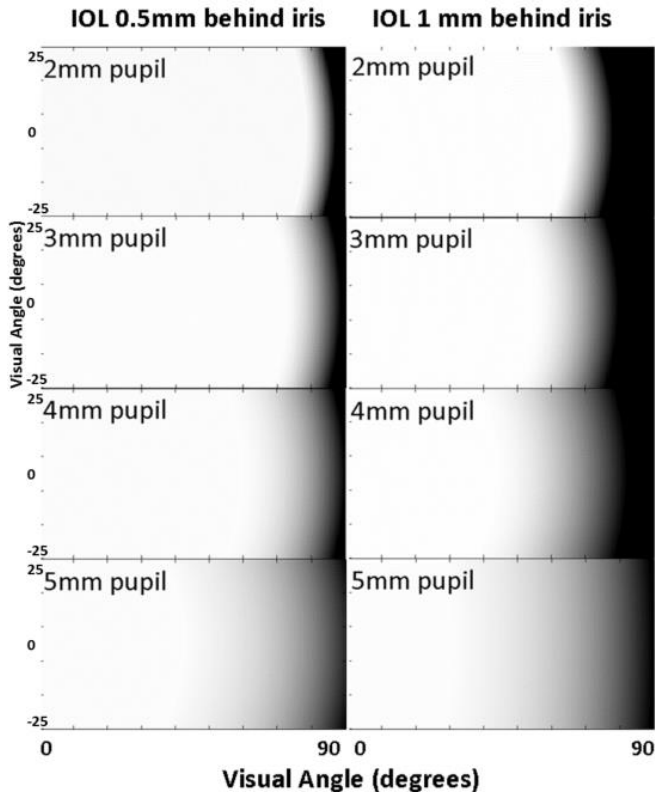 IOL 0.5mm behind iris
IOL 1 mm behind iris
25
2mm pupil
2mm pupil
0
-25
25
3mm pupil
3mm pupil
0
-25
25
4mm pupil
4mm pupil
0
-25
25
5mm pupil
5mm pupil
0
-25
Visual Angle (degrees)
0
90
0
90
Visual Angle (degrees)